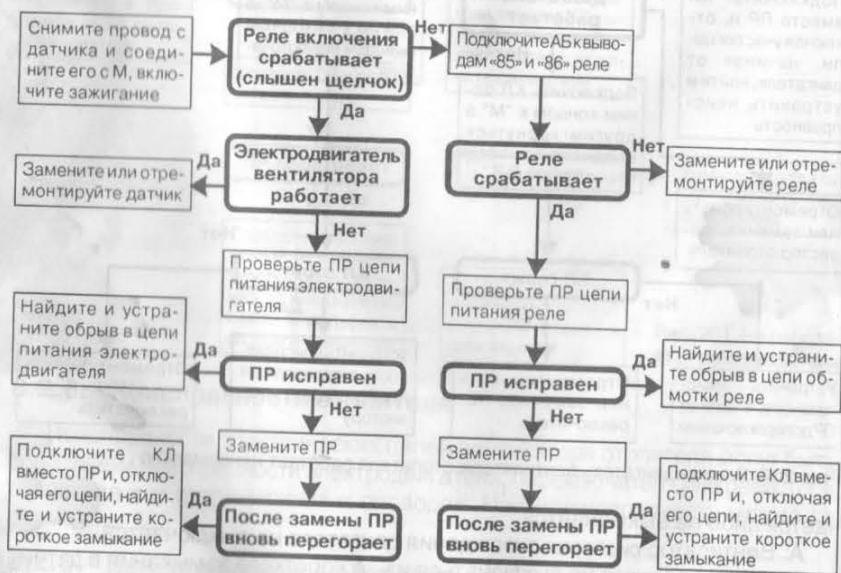 Снимите провод с
датчика и соеди-
ните его с М, вклю-
чите зажигание
Реле включения
срабатывает
(слышен щелчок)
Нет
Подключите АБ к выво-
дам «85» и «86» реле
Да
Электродвигатель
вентилятора
работает
Да
Замените или отре-
монтируйте датчик
Реле
срабатывает
Нет
Замените или отре-
монтируйте реле
Нет
Да
Проверьте ПР цепи
питания электродви-
гателя
Проверьте ПР цепи
питания реле
Найдите и устра-
ните обрыв в цепи
питания электро-
двигателя
Да
ПР исправен
ПР исправен
Да
Найдите и устрани-
те обрыв в цепи об-
мотки реле
Нет
Нет
Замените ПР
Замените ПР
Подключите КЛ
вместо ПР и, отклю-
чая его цепи, найди-
те и устраните ко-
роткое замыкание
Да
После замены ПР
вновь перегорает
После замены ПР
вновь перегорает
Да
Подключите КЛ вме-
сто ПР и, отключая
его цепи, найдите и
устраните короткое
замыкание